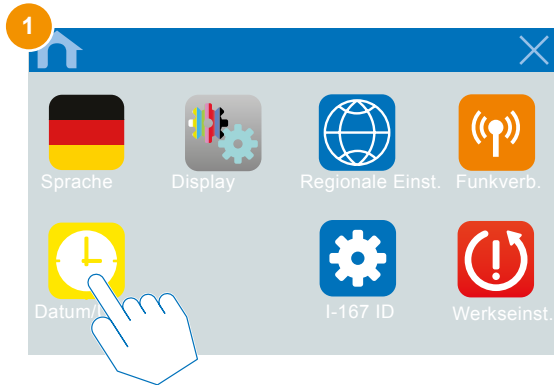 1
Sprache Display Regionale Einst. Funkverb.
Datum/ I-167 ID Werkseinst.